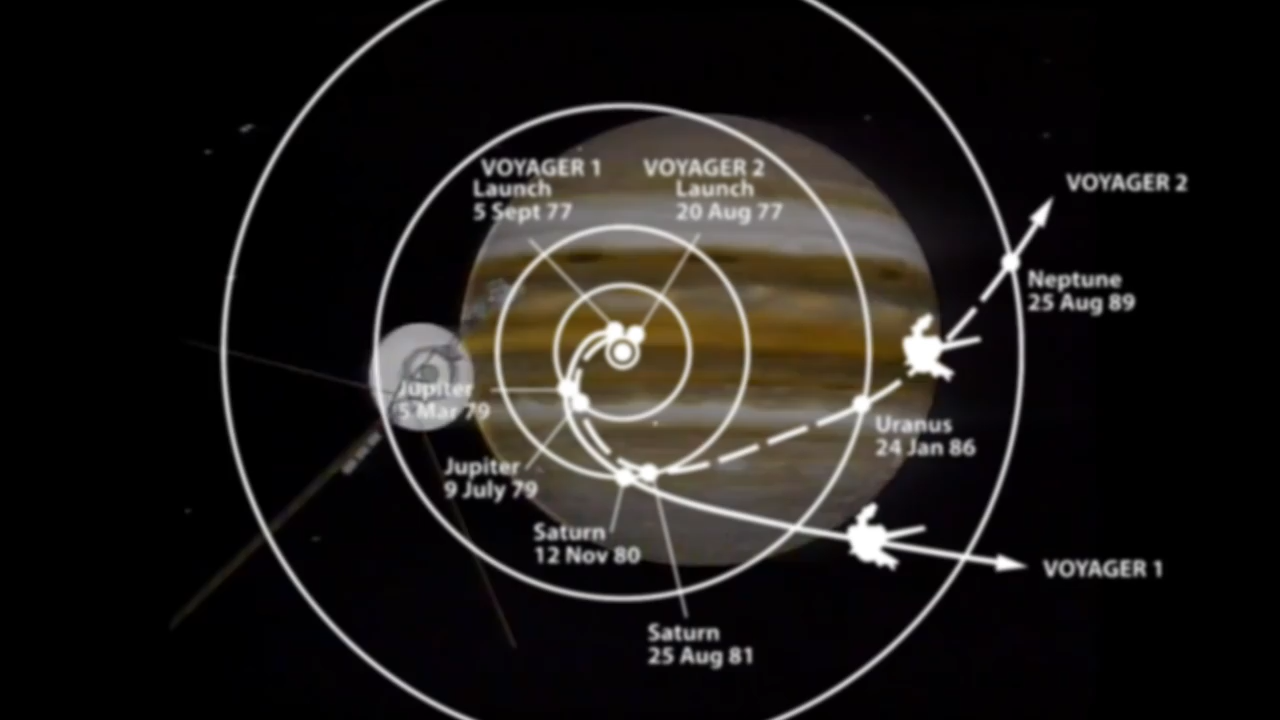 VOYAGER 1
Launch
5 Sept 77
VOYAGER 2
Launch
20 Aug 77
VOYAGER 2
Neptune
25 Aug 89
Jupiter
5 Mar 79
Uranus
24 Jan 86
Jupiter
9 July 79
Saturn
12 Nov 80
VOYAGER 1
Saturn
25 Aug 81